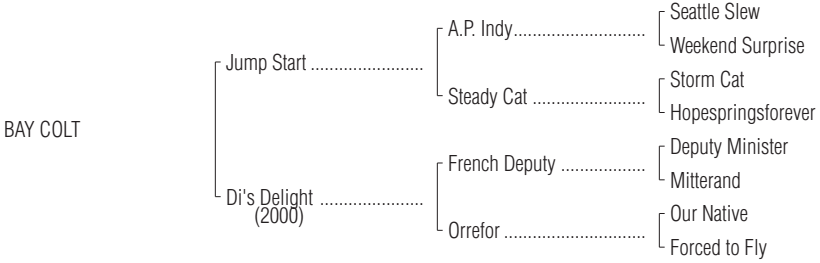 Seattle Slew
A.P. Indy..............................
Weekend Surprise
Jump Start .........................
Storm Cat
Steady Cat .........................
Hopespringsforever
BAY COLT
Deputy Minister
French Deputy ...................
Mitterand
Di's Delight .......................
(2000)
Our Native
Orrefor ...............................
Forced to Fly